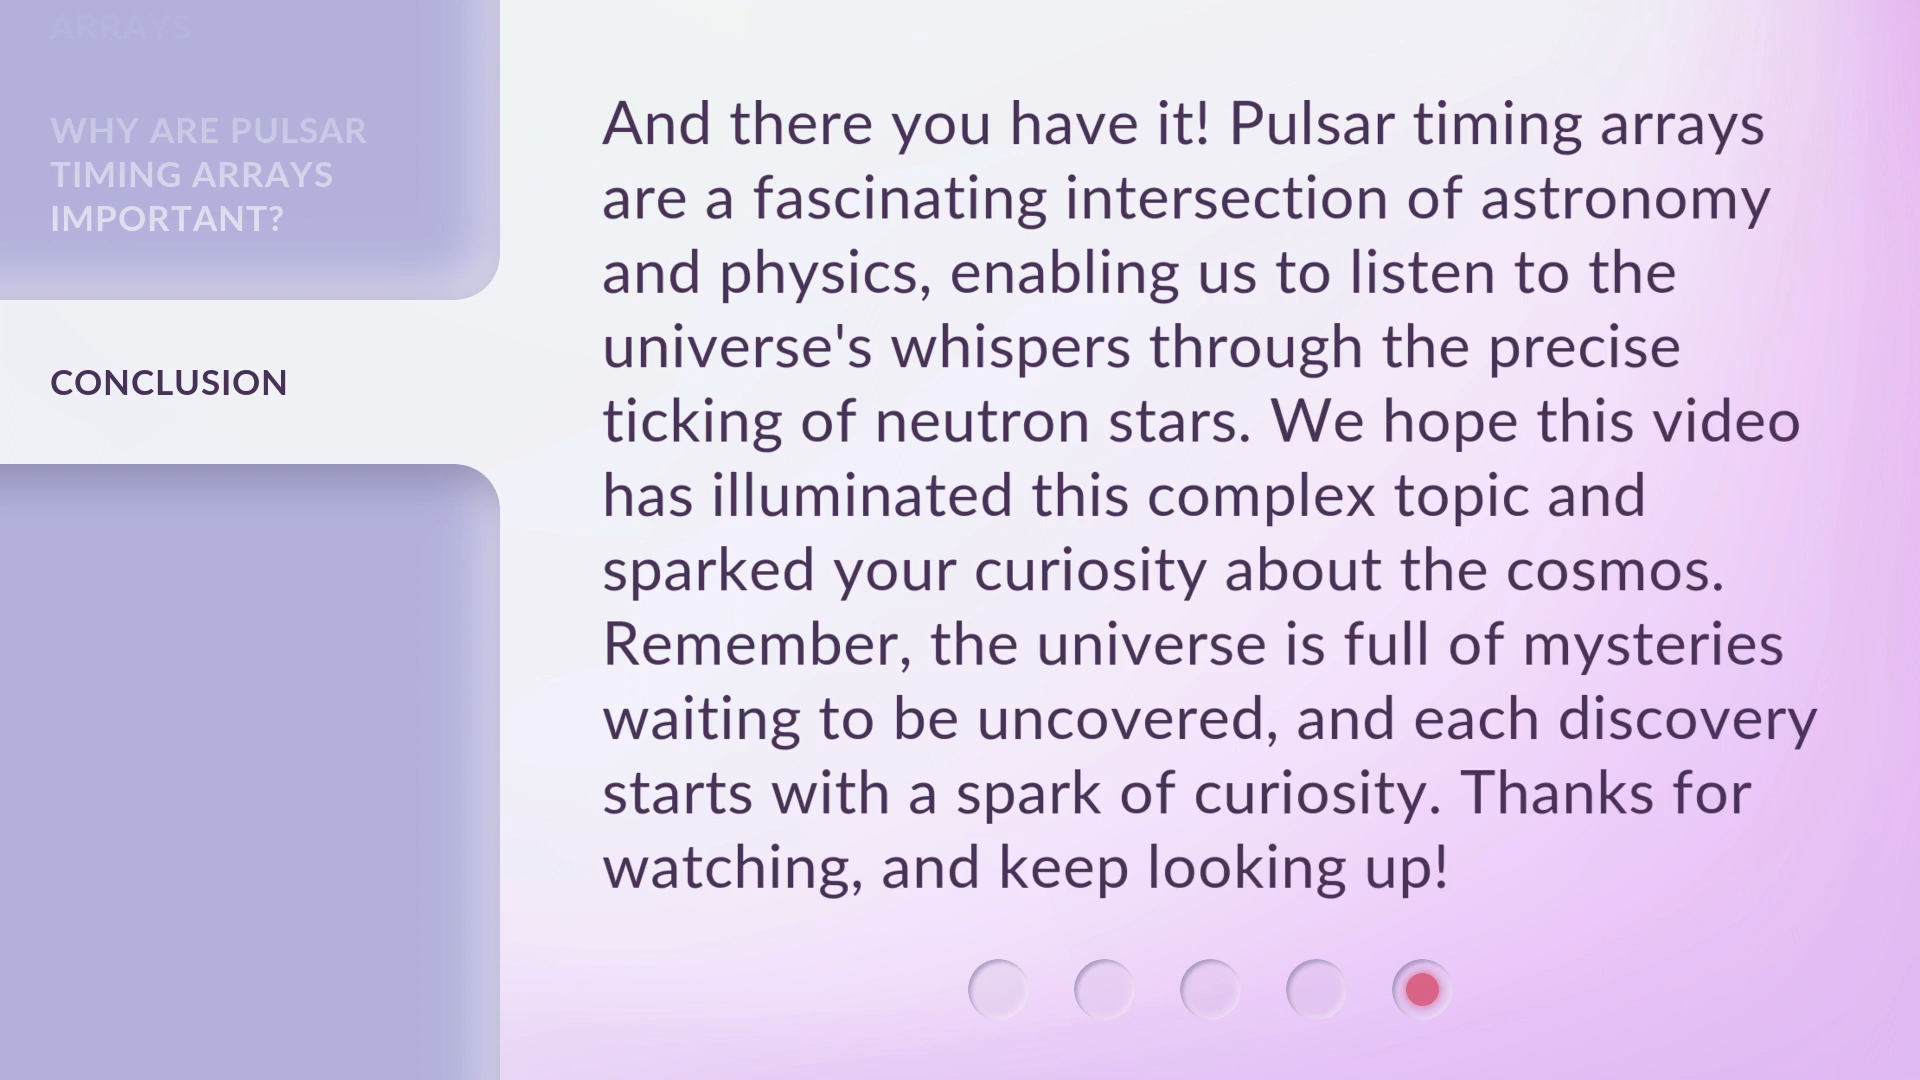 ARRAYS
WHY ARE PULSAR
TIMING ARRAYS
IMPORTANT?
CONCLUSION
And there you have it! Pulsar timing arrays
are a fascinating intersection of astronomy
and physics, enabling us to listen to the
universe's whispers through the precise
ticking of neutron stars. We hope this video
has illuminated this complex topic and
sparked your curiosity about the cosmos.
Remember, the universe is full of mysteries
waiting to be uncovered, and each discovery
starts with a spark of curiosity. Thanks for
watching, and keep looking up!